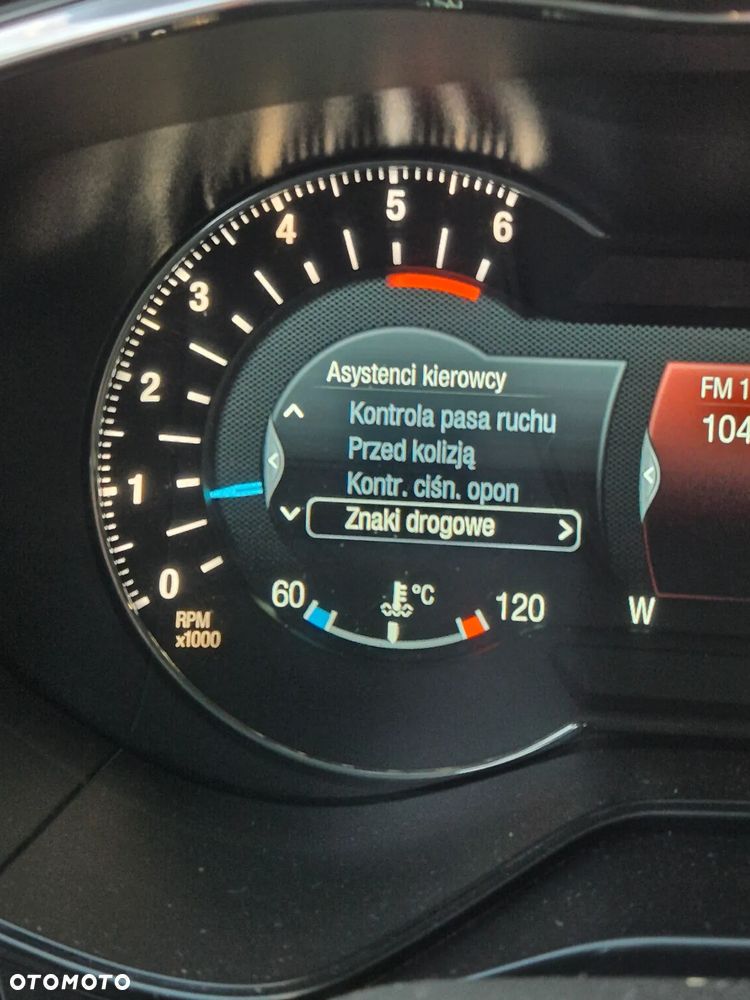 5
4
6
3
2
1
0
RPM
x1000
Asystenci kierowcy
Kontrola pasa ruchu
Przed kolizją
Kontr. ciśn. opon
Znaki drogowe
60
°C
120
FM 1
104
W
OTOMOTO